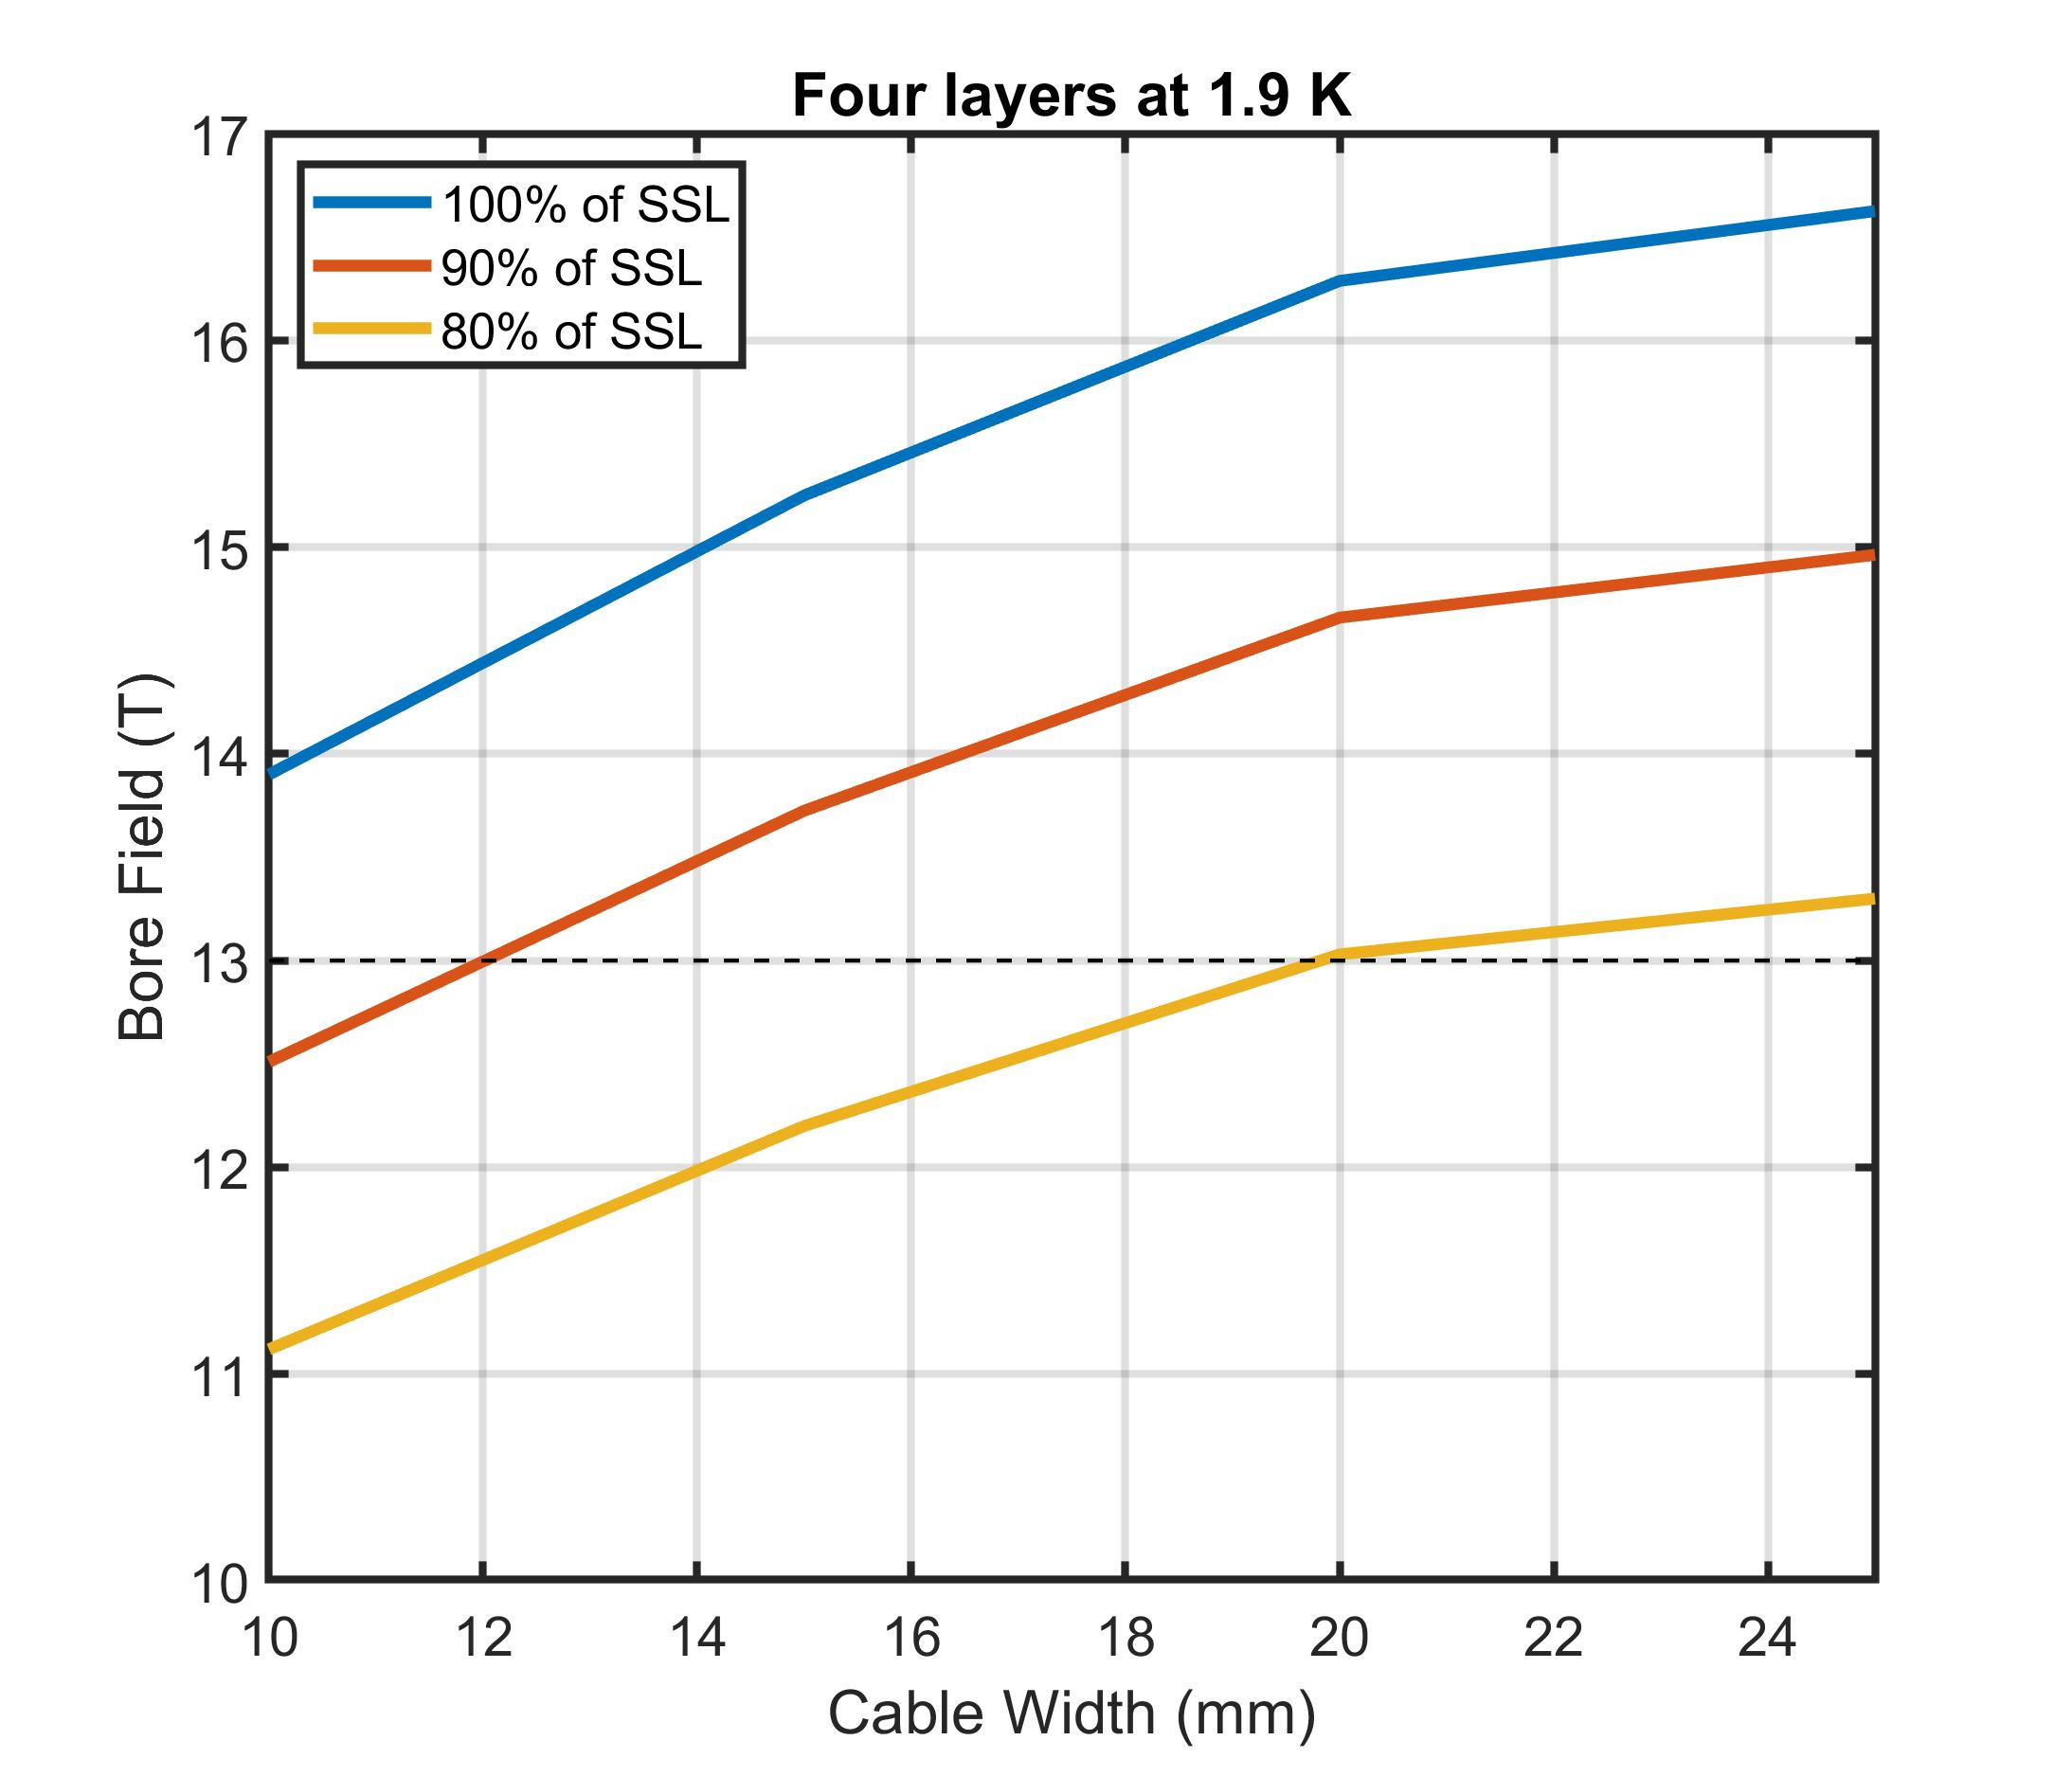 Four layers at 1.9 K
100% of SSL
90% of SSL
80% of SSL
17
16
15
14
13
12
11
10
Bore Field (T)
10 12 14 16 18 20 22 24
Cable Width (mm)